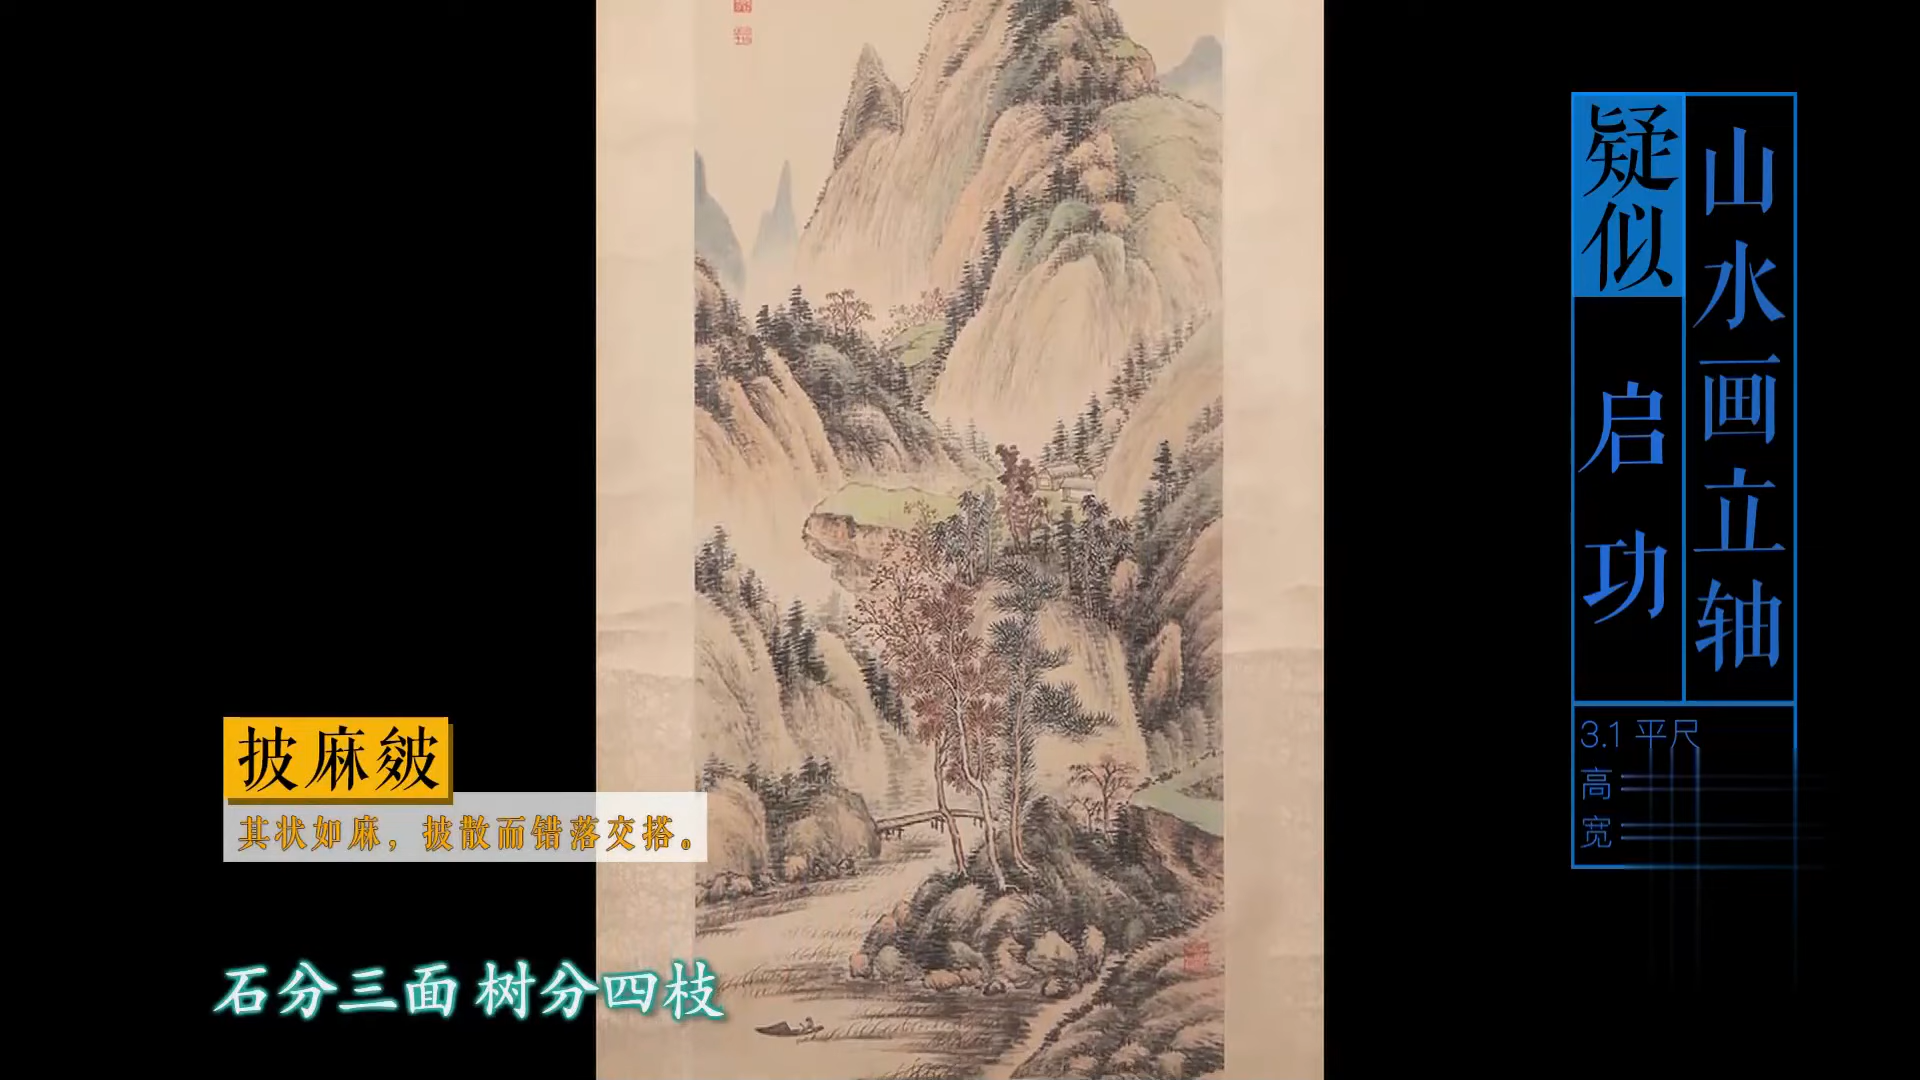 山水画立轴
疑似
启功
3.1 平尺
高
宽
披麻皴
其状如麻，披散而错落交搭。
石分三面 树分四枝